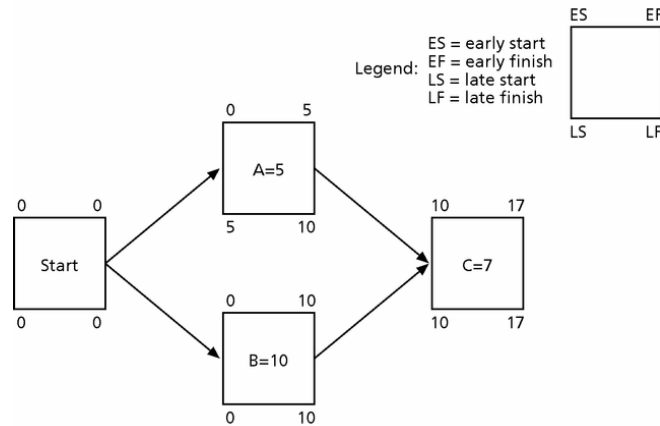 ES EF
Legend: ES = early start
EF = early finish
LS = late start
LF = late finish
LS LF
0 5
A=5
5 10
0 0
Start
0 0
10 17
C=7
10 17
0 10
B=10
0 10